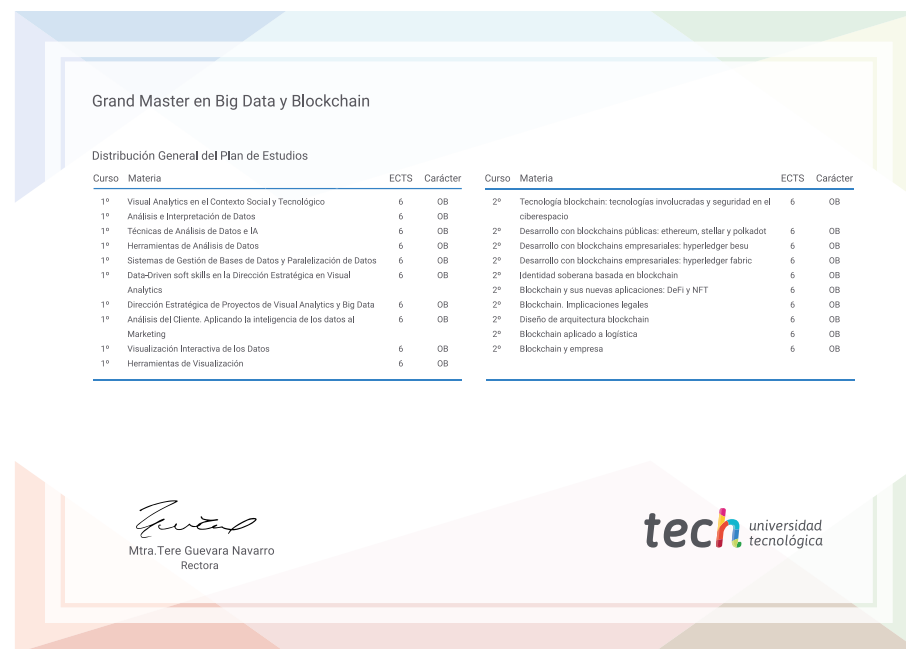 Grand Master en Big Data y Blockchain
Distribución General del Plan de Estudios
Curso Materia ECTS Carácter
1º Visual Analytics en el Contexto Social y Tecnológico 6 OB
1º Análisis e Interpretación de Datos 6 OB
1º Técnicas de Análisis de Datos e IA 6 OB
1º Herramientas de Análisis de Datos 6 OB
1º Sistemas de Gestión de Bases de Datos y Paralelización de Datos 6 OB
1º Data-Driven soft skills en la Dirección Estratégica en Visual 6 OB
Analytics
1º Dirección Estratégica de Proyectos de Visual Analytics y Big Data 6 OB
1º Análisis del Cliente. Aplicando la inteligencia de los datos al 6 OB
Marketing
1º Visualización Interactiva de los Datos 6 OB
1º Herramientas de Visualización 6 OB
Curso Materia ECTS Carácter
2º Tecnología blockchain: tecnologías involucradas y seguridad en el 6 OB
ciberespacio
2º Desarrollo con blockchains públicas: ethereum, stellar y polkadot 6 OB
2º Desarrollo con blockchains empresariales: hyperledger besu 6 OB
2º Desarrollo con blockchains empresariales: hyperledger fabric 6 OB
2º Identidad soberana basada en blockchain 6 OB
2º Blockchain y sus nuevas aplicaciones: DeFi y NFT 6 OB
2º Blockchain. Implicaciones legales 6 OB
2º Diseño de arquitectura blockchain 6 OB
2º Blockchain aplicado a logística 6 OB
2º Blockchain y empresa 6 OB
Mtra.Tere Guevara Navarro
Rectora
tech universidad
tecnológica